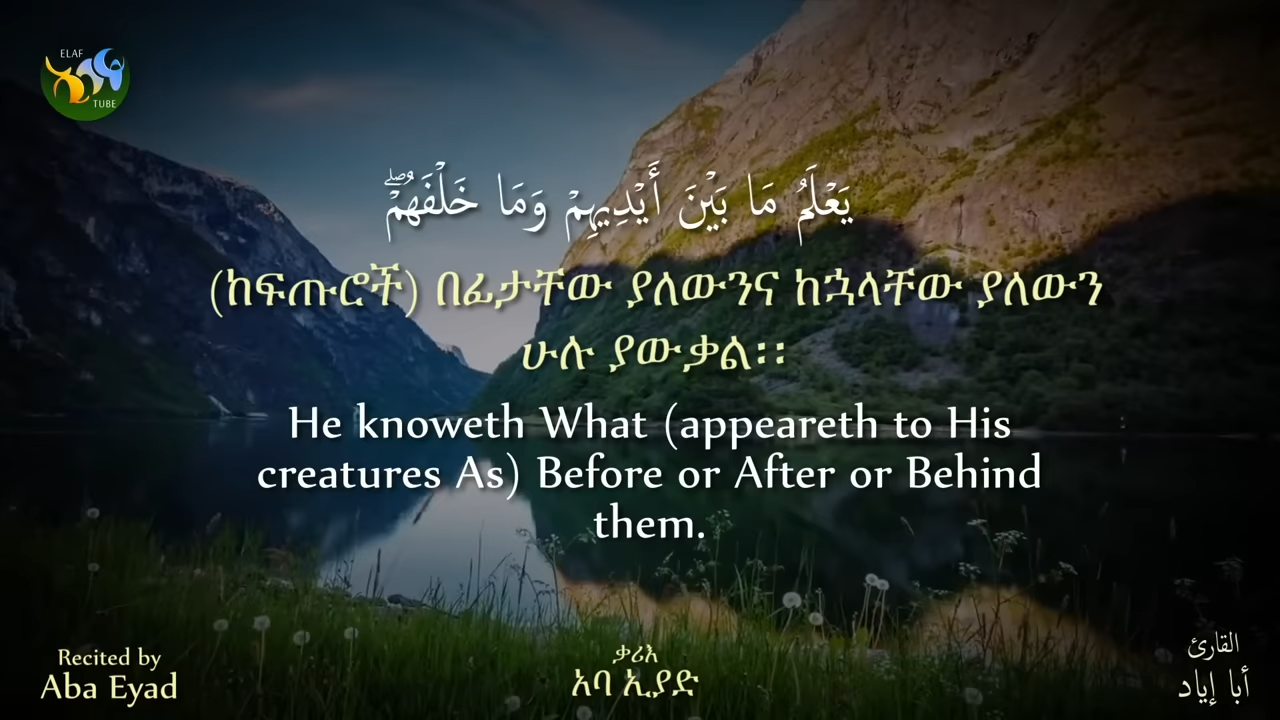 ELAF
TUBE
يَعْلَمُ مَا بَيْنَ أَيْدِيهِمْ وَمَا خَلْفَهُمْۖ
(ከፍጡሮች) በፊታቸው ያለውንና ከኋላቸው ያለውን
ሁሉ ያውቃል፡፡
He knoweth What (appeareth to His
creatures As) Before or After or Behind
them.
Recited by
Aba Eyad
ቃሪእ
አባ ኢያድ
القارئ
أبا إياد